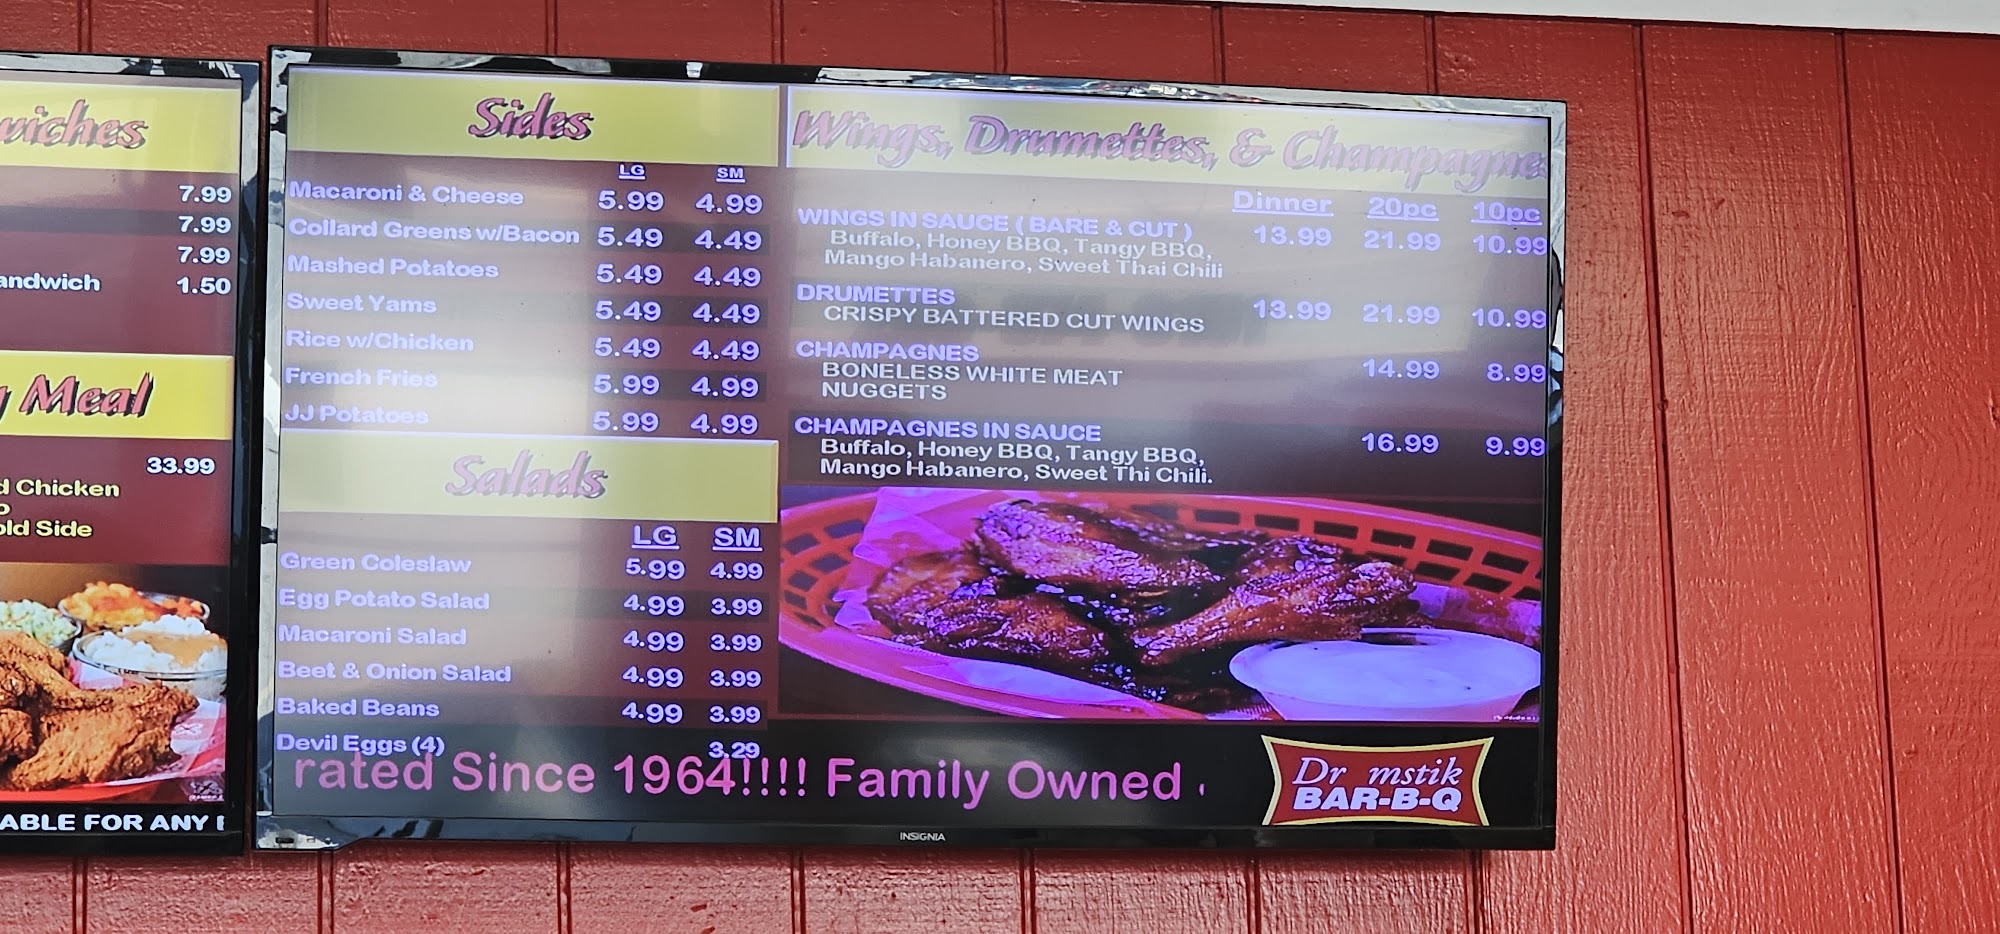 wiches
7.99
7.99
7.99
andwich 1.50
y Meal
33.99
d Chicken
old Side
ABLE FOR ANY
Sides
LG SM
Macaroni & Cheese 5.99 4.99
Collard Greens w/Bacon 5.49 4.49
Mashed Potatoes 5.49 4.49
Sweet Yams 5.49 4.49
Rice w/Chicken 5.49 4.49
French Fries 5.99 4.99
JJ Potatoes 5.99 4.99
Salads
LG SM
Green Coleslaw 5.99 4.99
Egg Potato Salad 4.99 3.99
Macaroni Salad 4.99 3.99
Beet & Onion Salad 4.99 3.99
Baked Beans 4.99 3.99
Devil Eggs (4) 3.29
Wings, Drumettes, & Champagnes
Dinner 20pc 10pc
WINGS IN SAUCE ( BARE & CUT ) 13.99 21.99 10.99
Buffalo, Honey BBQ, Tangy BBQ,
Mango Habanero, Sweet Thai Chili
DRUMETTES 13.99 21.99 10.99
CRISPY BATTERED CUT WINGS
CHAMPAGNES 14.99 8.99
BONELESS WHITE MEAT
NUGGETS
CHAMPAGNES IN SAUCE 16.99 9.99
Buffalo, Honey BBQ, Tangy BBQ,
Mango Habanero, Sweet Thi Chili.
rated Since 1964!!!! Family Owned
Dr mstik
BAR-B-Q
INSIGNIA